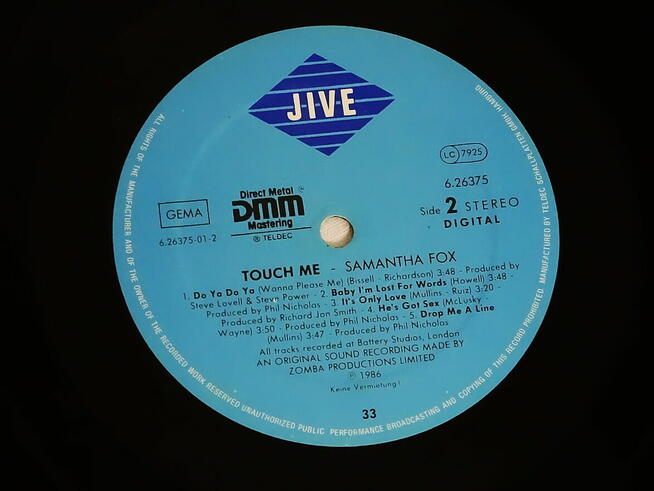 JIVE
LC 7925
6.26375
GEMA
6.26375-01-2
Direct Metal
DMM
Mastering
® TELDEC
Side 2 STEREO
DIGITAL
TOUCH ME - SAMANTHA FOX
1. Do Ya Do Ya (Wanna Please Me) (Bissell - Richardson) 3:48 - Produced by
Steve Lovell & Steve Power - 2. Baby I'm Lost For Words (Howell) 3:48 -
Produced by Phil Nicholas - 3. It's Only Love (Mullins - Ruiz) 3:20 -
Produced by Richard Jon Smith - 4. He's Got Sex (McLusky -
Wayne) 3:50 - Produced by Phil Nicholas - 5. Drop Me A Line
(Mullins) 3:47 - Produced by Phil Nicholas
All tracks recorded at Battery Studios, London
AN ORIGINAL SOUND RECORDING MADE BY
ZOMBA PRODUCTIONS LIMITED
℗ 1986
Keine Vermietung!
33
ALL RIGHTS OF THE MANUFACTURER AND OF THE OWNER OF THE RECORDED WORK RESERVED UNAUTHORIZED PUBLIC PERFORMANCE BROADCASTING AND COPYING OF THIS RECORD PROHIBITED MANUFACTURED BY TELDEC SCHALLPLATTEN GMBH HAMBURG